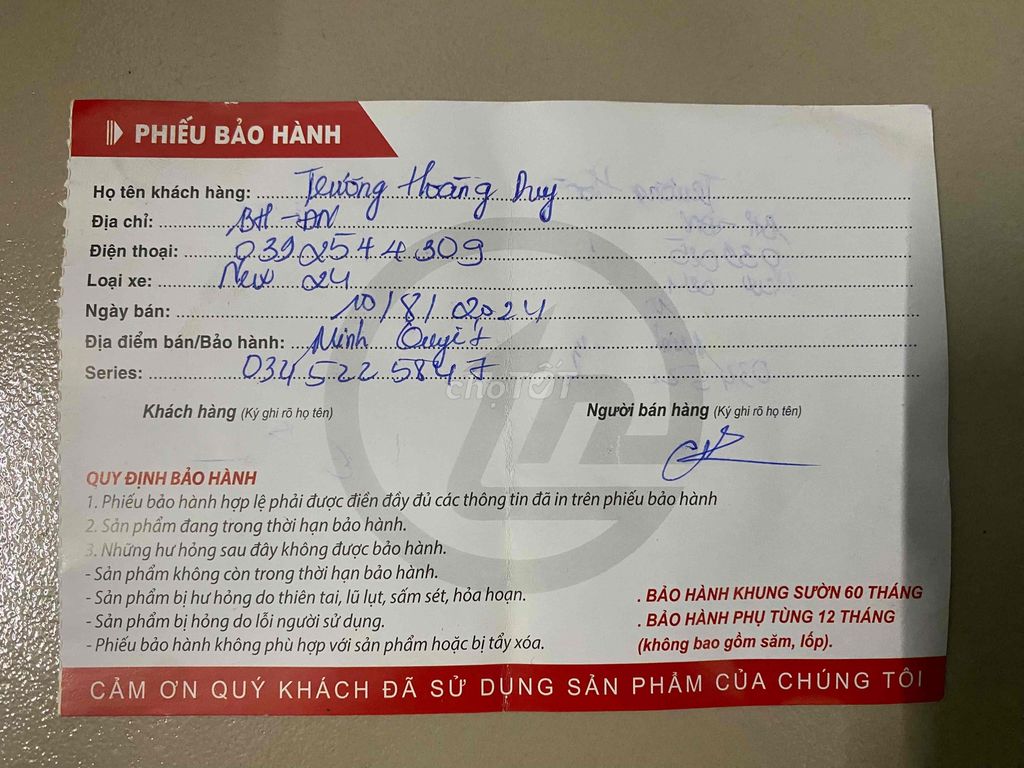 PHIẾU BẢO HÀNH
Họ tên khách hàng: Trường Hoàng Duy
Địa chỉ: BH - ĐN
Điện thoại: 0392544309
Loại xe: New 24
Ngày bán: 10/8/2024
Địa điểm bán/Bảo hành: Minh Quyết
Series: 0345225847
chợTỐT
Khách hàng (Ký ghi rõ họ tên) Người bán hàng (Ký ghi rõ họ tên)
QUY ĐỊNH BẢO HÀNH
1. Phiếu bảo hành hợp lệ phải được điền đầy đủ các thông tin đã in trên phiếu bảo hành
2. Sản phẩm đang trong thời hạn bảo hành.
3. Những hư hỏng sau đây không được bảo hành.
- Sản phẩm không còn trong thời hạn bảo hành.
- Sản phẩm bị hư hỏng do thiên tai, lũ lụt, sấm sét, hỏa hoạn.
- Sản phẩm bị hỏng do lỗi người sử dụng.
- Phiếu bảo hành không phù hợp với sản phẩm hoặc bị tẩy xóa.
. BẢO HÀNH KHUNG SƯỜN 60 THÁNG
. BẢO HÀNH PHỤ TÙNG 12 THÁNG
(không bao gồm săm, lốp).
CẢM ƠN QUÝ KHÁCH ĐÃ SỬ DỤNG SẢN PHẨM CỦA CHÚNG TÔI